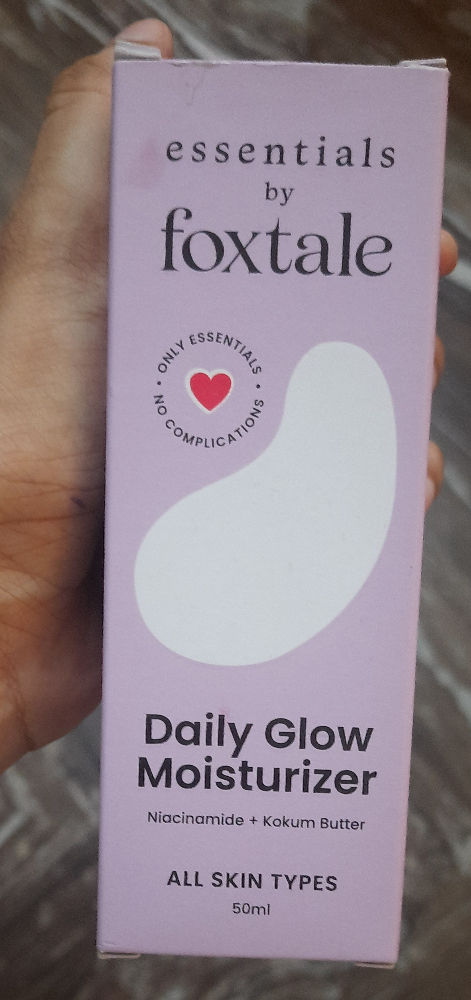 essentials
by
foxtale
ONLY ESSENTIALS
NO COMPLICATIONS
Daily Glow
Moisturizer
Niacinamide + Kokum Butter
ALL SKIN TYPES
50ml